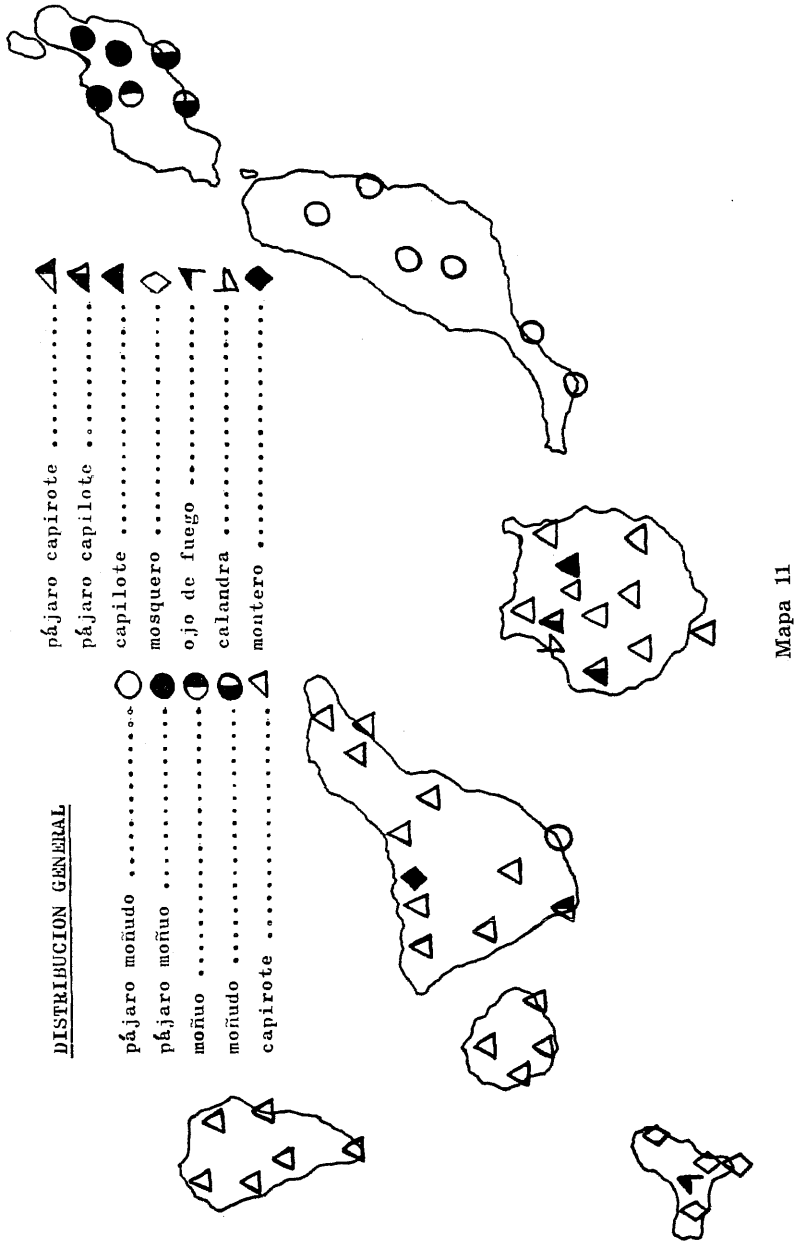 DISTRIBUCION GENERAL
pájaro moñudo
pájaro moñuo
moñuo
moñudo
capirote
pájaro capirote
pájaro capilote
capilote
mosquero
ojo de fuego
calandra
montero
Mapa 11